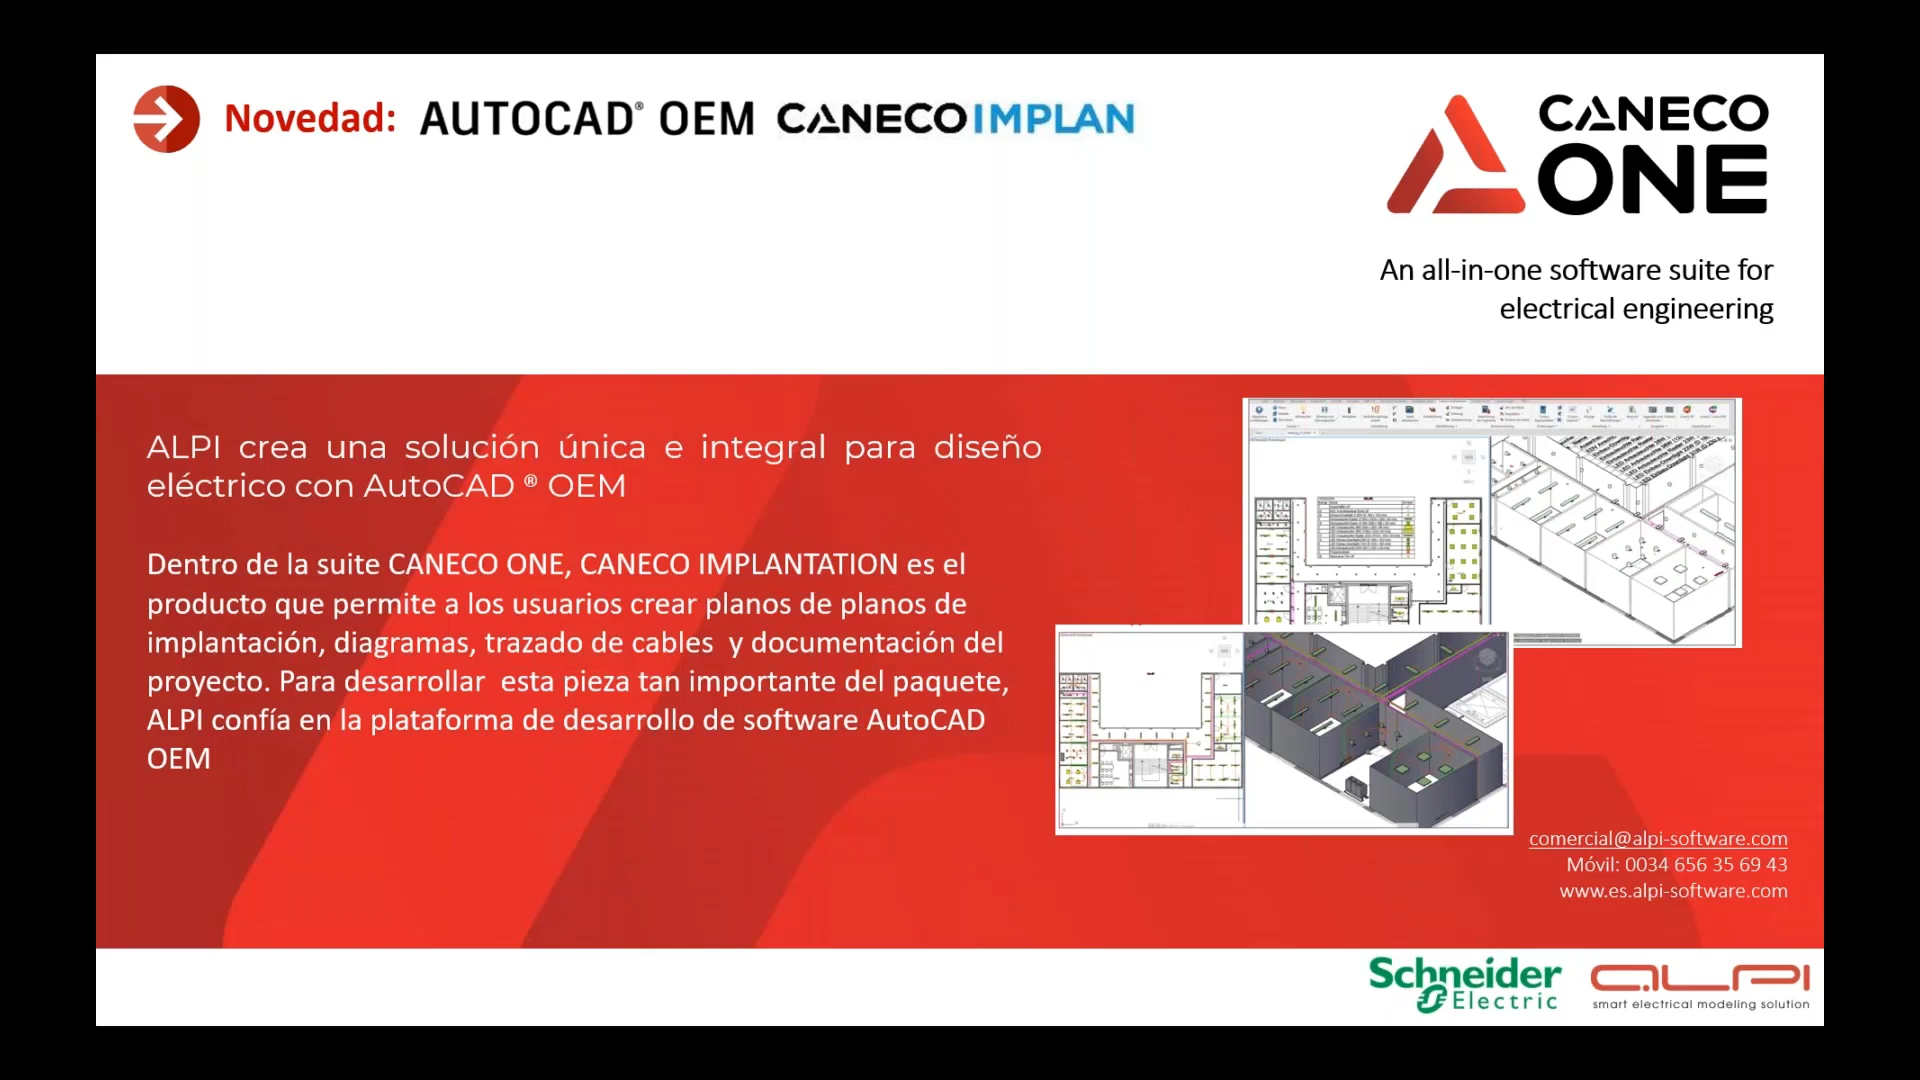 Novedad: AUTOCAD® OEM CANECO IMPLAN
CANECO
ONE
An all-in-one software suite for
electrical engineering
ALPI crea una solución única e integral para diseño
eléctrico con AutoCAD ® OEM
Dentro de la suite CANECO ONE, CANECO IMPLANTATION es el
producto que permite a los usuarios crear planos de planos de
implantación, diagramas, trazado de cables y documentación del
proyecto. Para desarrollar esta pieza tan importante del paquete,
ALPI confía en la plataforma de desarrollo de software AutoCAD
OEM
comercial@alpi-software.com
Móvil: 0034 656 35 69 43
www.es.alpi-software.com
Schneider
Electric
ALPI
smart electrical modeling solution